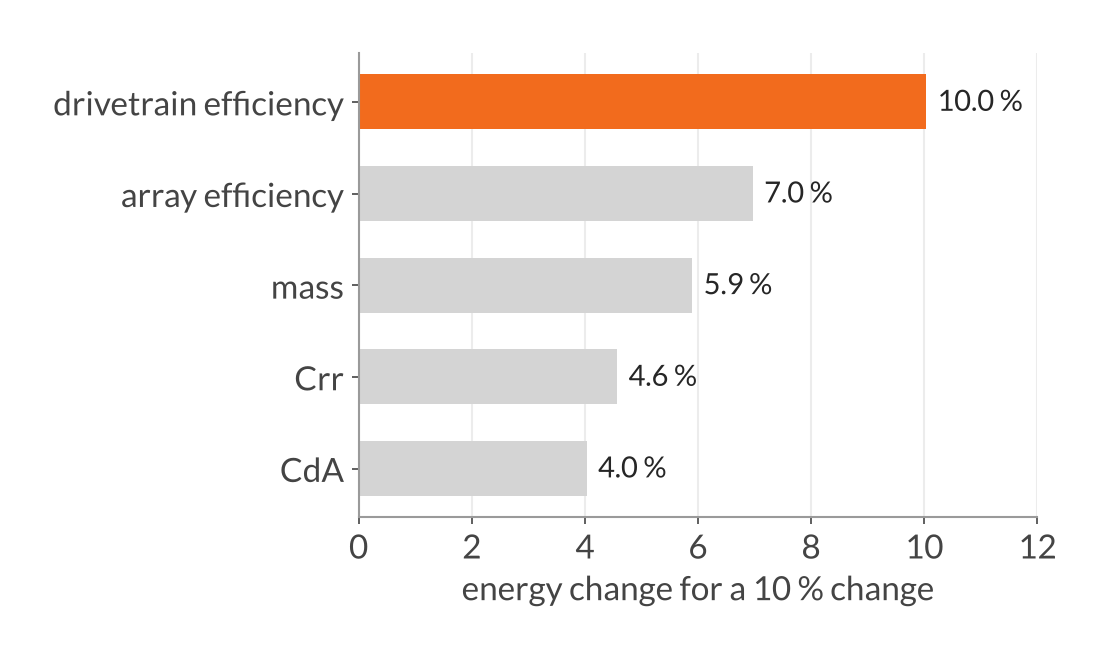 drivetrain efficiency 10.0 %
array efficiency 7.0 %
mass 5.9 %
Crr 4.6 %
CdA 4.0 %
0 2 4 6 8 10 12
energy change for a 10 % change